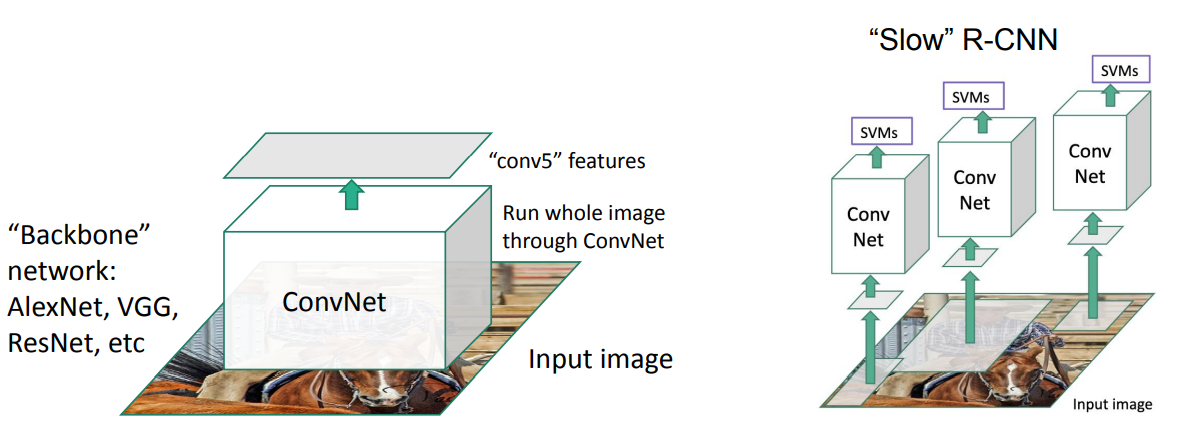 “conv5” features
Run whole image
through ConvNet
“Backbone”
network:
AlexNet, VGG,
ResNet, etc
ConvNet
Input image
“Slow” R-CNN
SVMs
SVMs
SVMs
Conv
Net
Conv
Net
Conv
Net
Input image